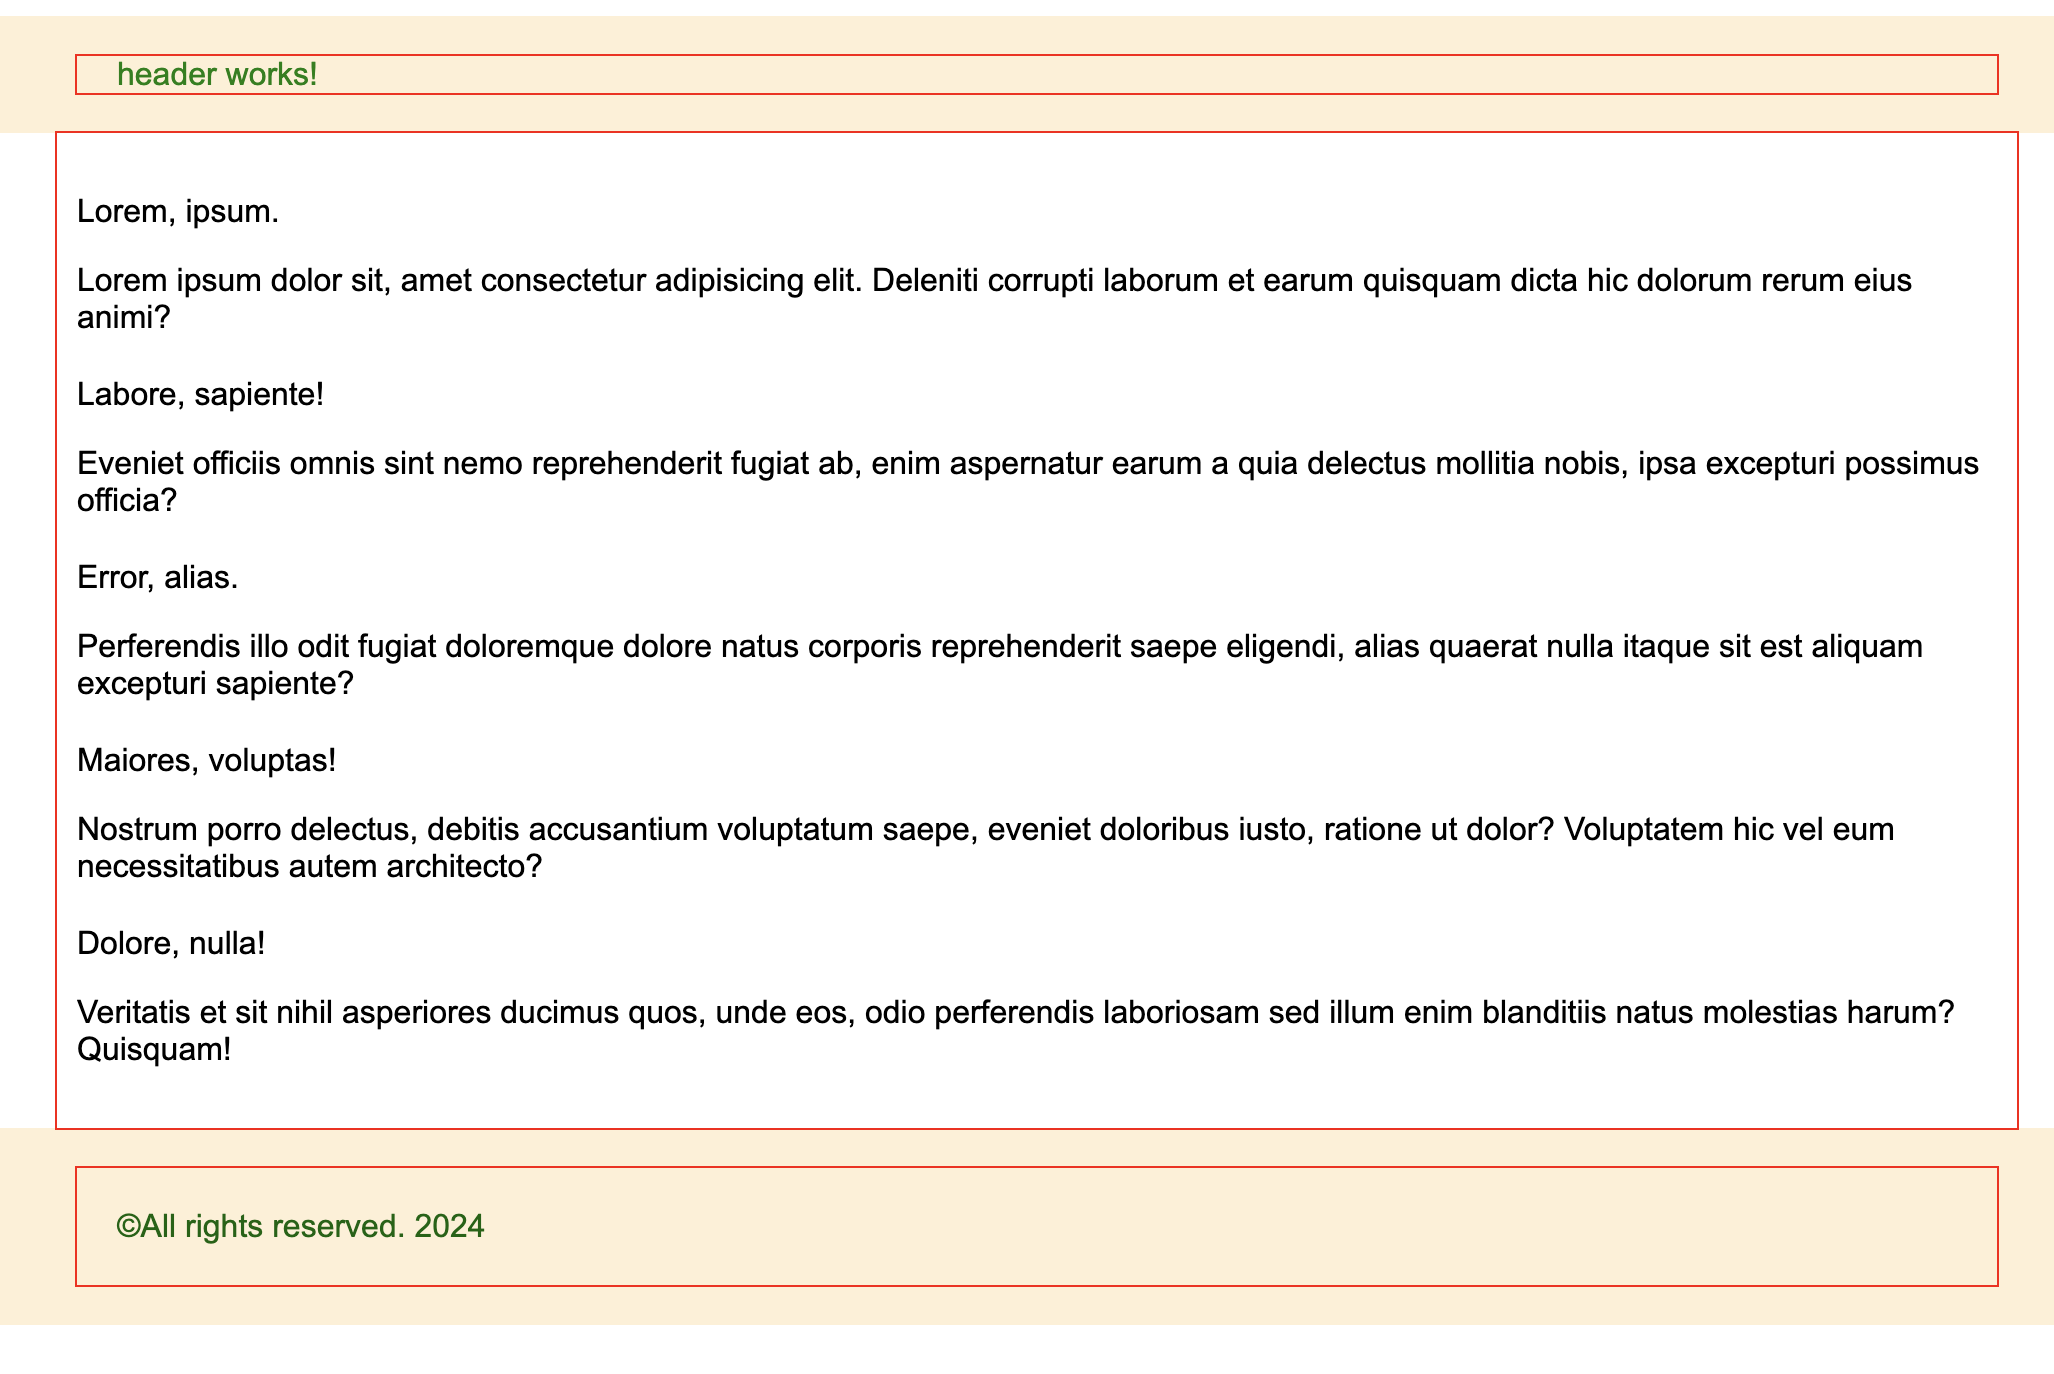 header works!
Lorem, ipsum.
Lorem ipsum dolor sit, amet consectetur adipisicing elit. Deleniti corrupti laborum et earum quisquam dicta hic dolorum rerum eius
animi?
Labore, sapiente!
Eveniet officiis omnis sint nemo reprehenderit fugiat ab, enim aspernatur earum a quia delectus mollitia nobis, ipsa excepturi possimus
officia?
Error, alias.
Perferendis illo odit fugiat doloremque dolore natus corporis reprehenderit saepe eligendi, alias quaerat nulla itaque sit est aliquam
excepturi sapiente?
Maiores, voluptas!
Nostrum porro delectus, debitis accusantium voluptatum saepe, eveniet doloribus iusto, ratione ut dolor? Voluptatem hic vel eum
necessitatibus autem architecto?
Dolore, nulla!
Veritatis et sit nihil asperiores ducimus quos, unde eos, odio perferendis laboriosam sed illum enim blanditiis natus molestias harum?
Quisquam!
©All rights reserved. 2024